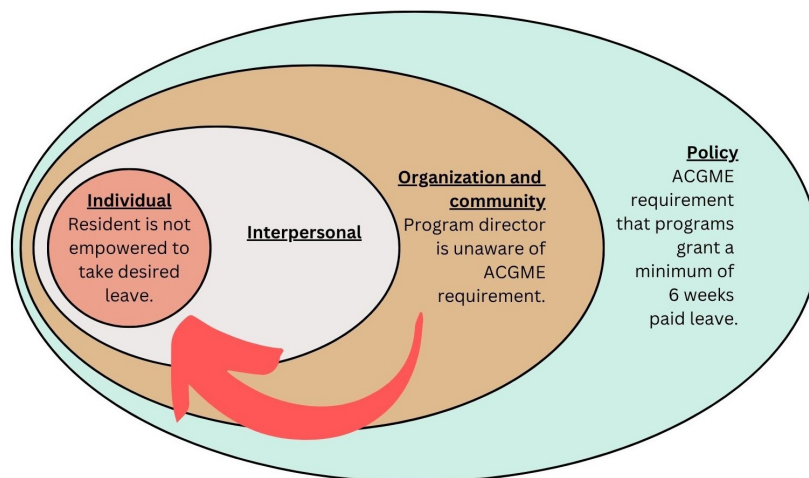 Individual
Resident is not
empowered to
take desired
leave.
Interpersonal
Organization and
community
Program director
is unaware of
ACGME
requirement.
Policy
ACGME
requirement
that programs
grant a
minimum of
6 weeks
paid leave.